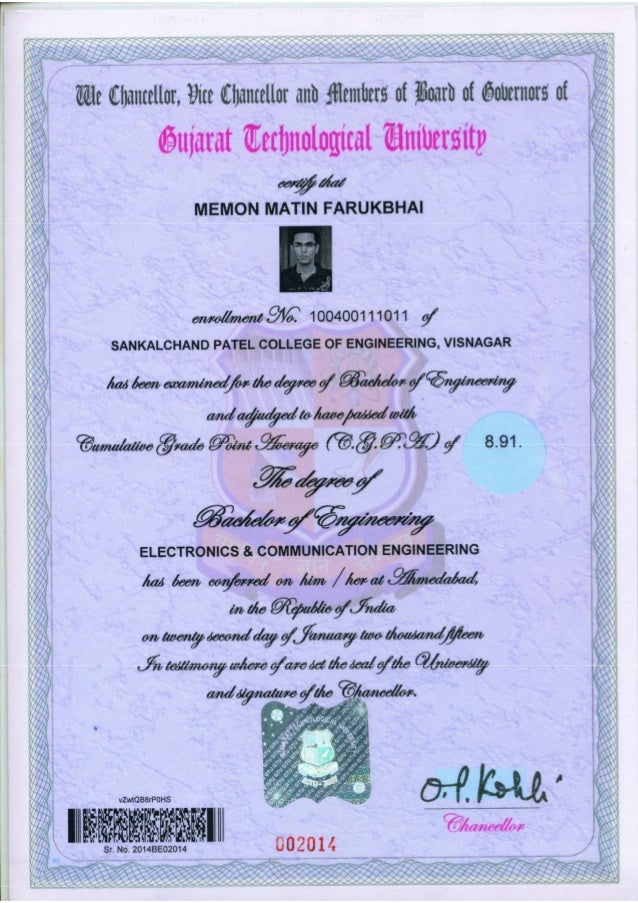 We Chancellor, Vice Chancellor and Members of Board of Governors of
Gujarat Technological University
certify that
MEMON MATIN FARUKBHAI
enrollment No. 100400111011 of
SANKALCHAND PATEL COLLEGE OF ENGINEERING, VISNAGAR
has been examined for the degree of Bachelor of Engineering
and adjudged to have passed with
Cumulative Grade Point Average (C.G.P.A.) of 8.91.
The degree of
Bachelor of Engineering
ELECTRONICS & COMMUNICATION ENGINEERING
has been conferred on him / her at Ahmedabad,
in the Republic of India
on twenty second day of January two thousand fifteen
In testimony where of are set the seal of the University
and signature of the Chancellor.
GUJARAT TECHNOLOGICAL UNIVERSITY
O.P. Kohli
Chancellor
vZwtQB8rP0HS
Sr. No. 2014BE02014
002014